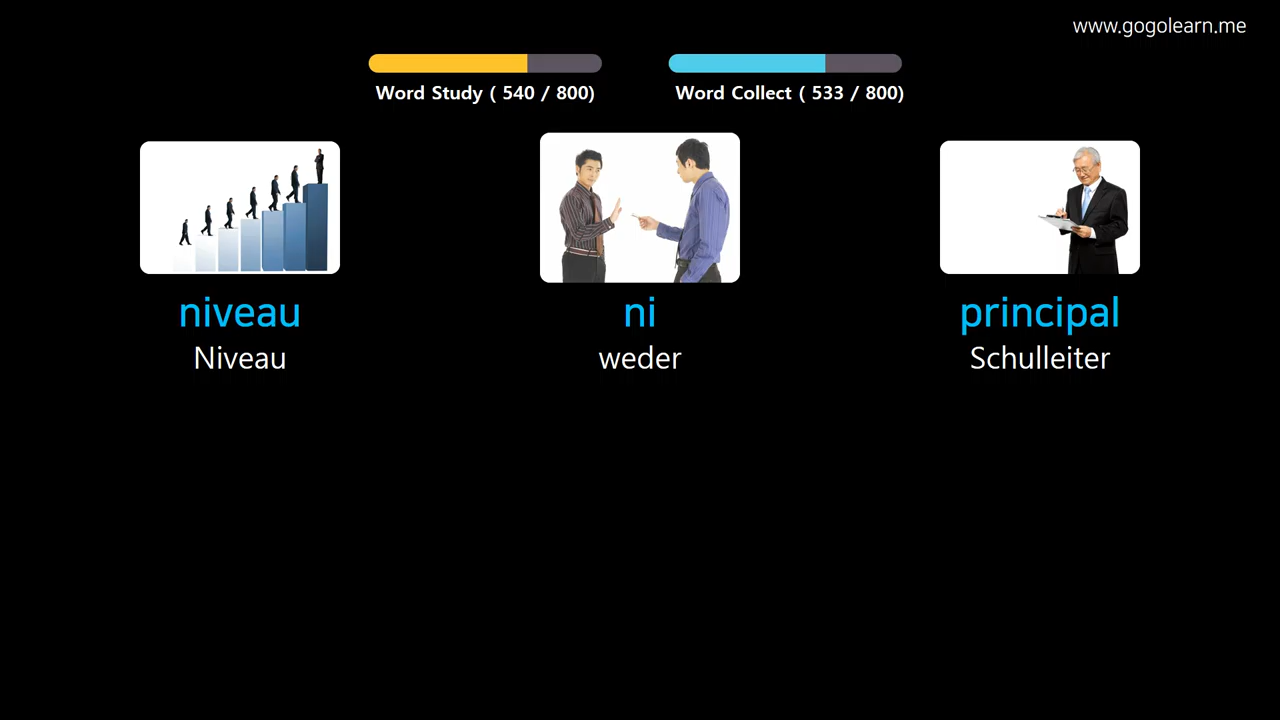 www.gogolearn.me
Word Study ( 540 / 800)
Word Collect ( 533 / 800)
niveau
Niveau
ni
weder
principal
Schulleiter